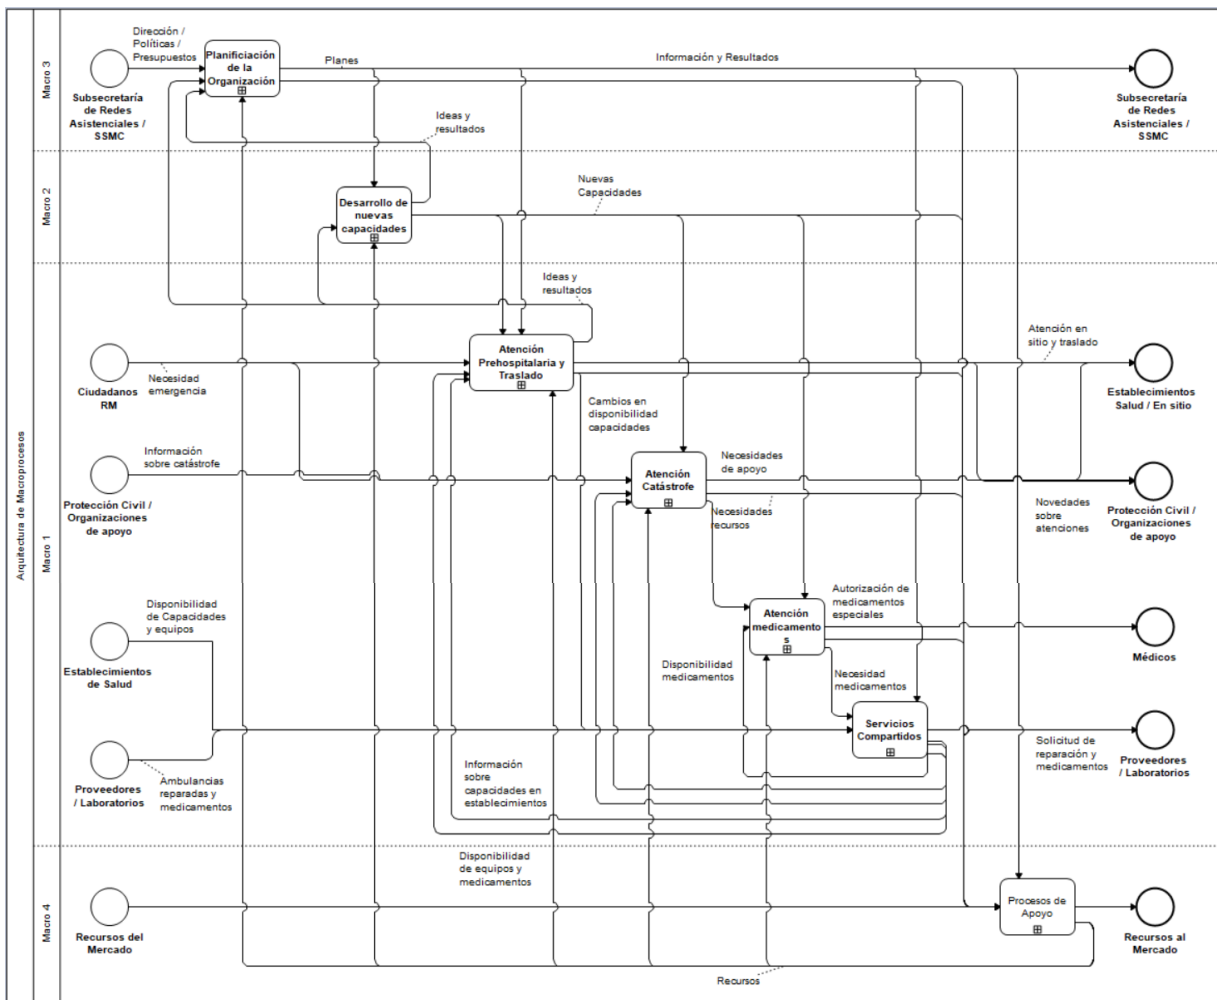 Arquitectura de Macroprocesos
Macro 3
Dirección /
Políticas /
Presupuestos
Subsecretaría
de Redes
Asistenciales /
SSMC
Planificiación
de la
Organización
Planes
Información y Resultados
Ideas y
resultados
Subsecretaría
de Redes
Asistenciales /
SSMC
Macro 2
Desarrollo de
nuevas
capacidades
Nuevas
Capacidades
Macro 1
Ideas y
resultados
Ciudadanos
RM
Necesidad
emergencia
Atención
Prehospitalaria y
Traslado
Atención en
sitio y traslado
Establecimientos
Salud / En sitio
Cambios en
disponibilidad
capacidades
Información
sobre catástrofe
Protección Civil /
Organizaciones
de apoyo
Atención
Catástrofe
Necesidades
de apoyo
Necesidades
recursos
Novedades
sobre
atenciones
Protección Civil /
Organizaciones
de apoyo
Disponibilidad
de Capacidades
y equipos
Establecimientos
de Salud
Atención
medicamento
s
Autorización de
medicamentos
especiales
Médicos
Disponibilidad
medicamentos
Necesidad
medicamentos
Servicios
Compartidos
Solicitud de
reparación y
medicamentos
Proveedores
/ Laboratorios
Proveedores
/ Laboratorios
Ambulancias
reparadas y
medicamentos
Información
sobre
capacidades en
establecimientos
Macro 4
Disponibilidad
de equipos y
medicamentos
Recursos del
Mercado
Procesos de
Apoyo
Recursos al
Mercado
Recursos